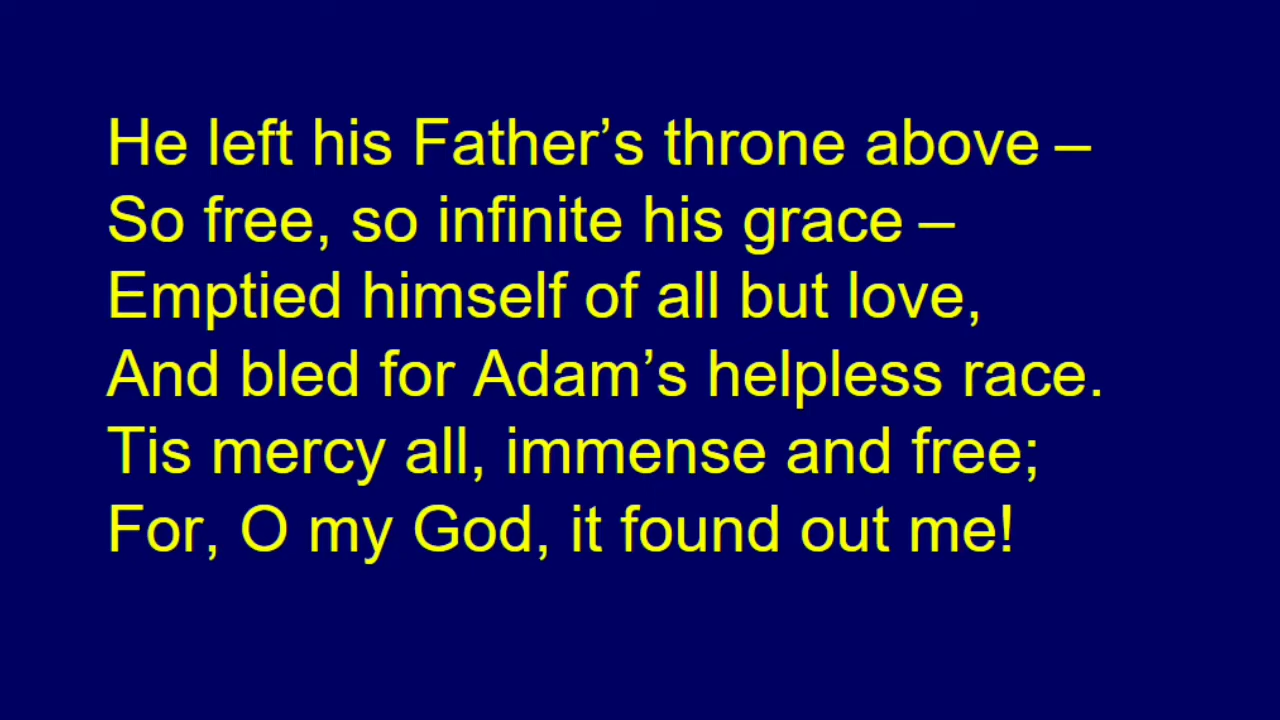 He left his Father’s throne above –
So free, so infinite his grace –
Emptied himself of all but love,
And bled for Adam’s helpless race.
Tis mercy all, immense and free;
For, O my God, it found out me!